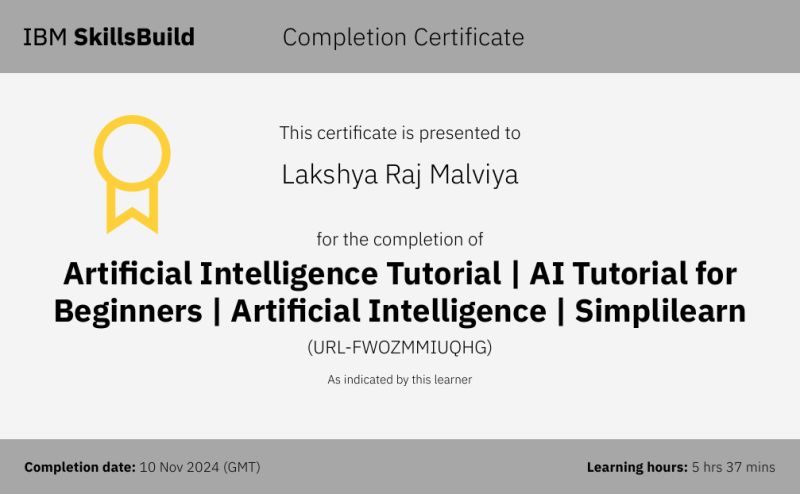 IBM SkillsBuild
Completion Certificate
This certificate is presented to
Lakshya Raj Malviya
for the completion of
Artificial Intelligence Tutorial | AI Tutorial for
Beginners | Artificial Intelligence | Simplilearn
(URL-FWOZMMIUQHG)
As indicated by this learner
Completion date: 10 Nov 2024 (GMT)
Learning hours: 5 hrs 37 mins